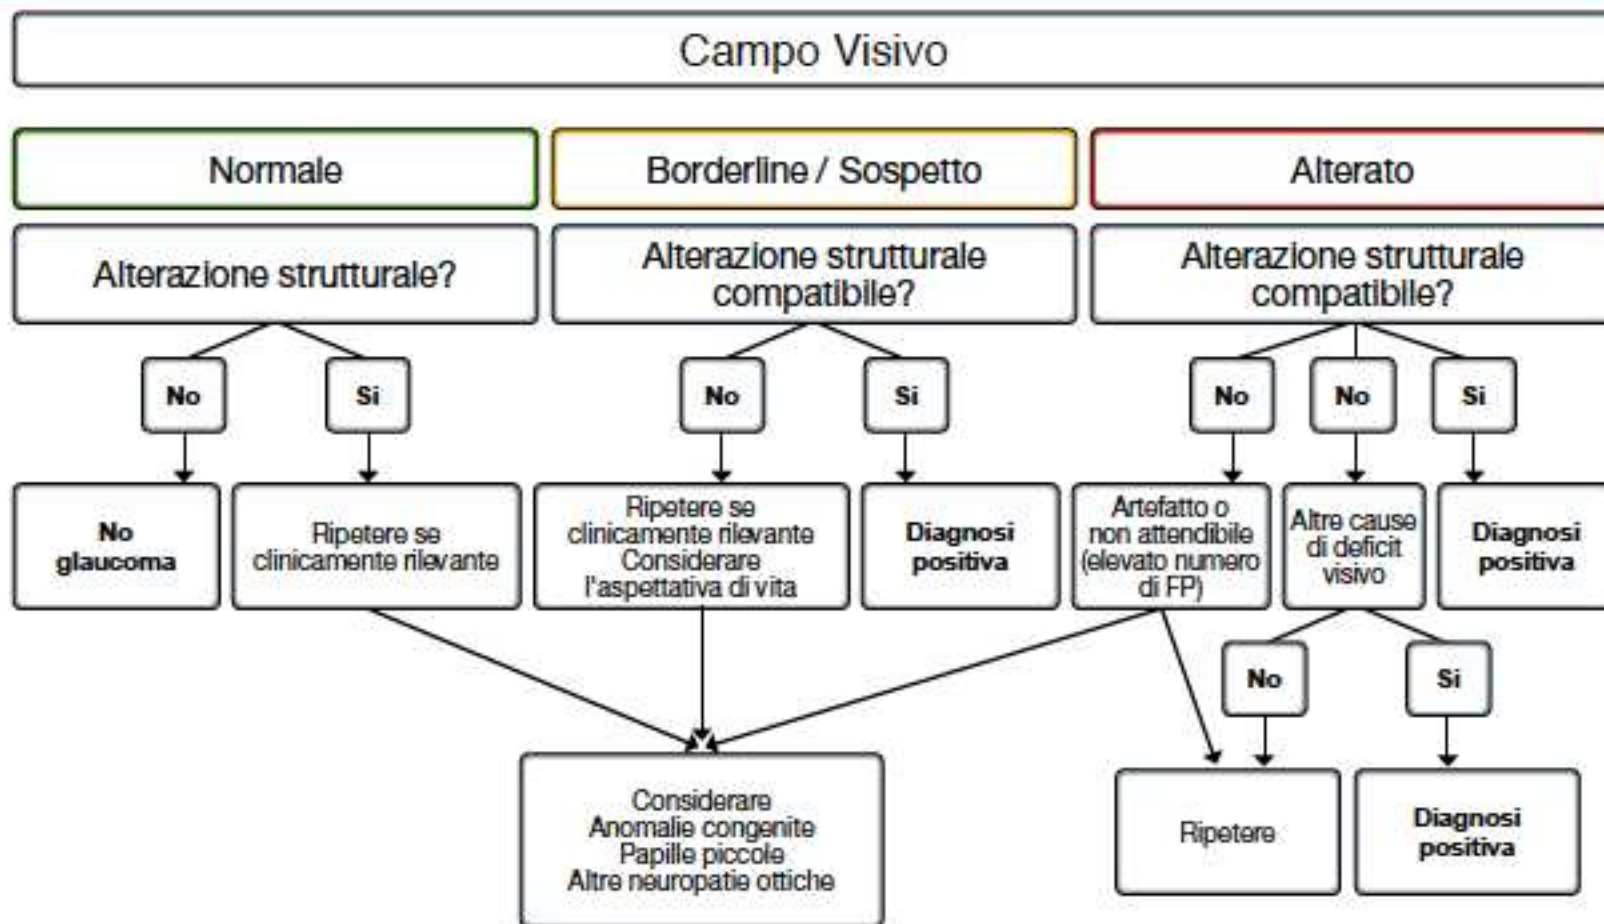 Campo Visivo
Normale
Borderline / Sospetto
Alterato
Alterazione strutturale?
Alterazione strutturale
compatibile?
Alterazione strutturale
compatibile?
No
Si
No
Si
No
No
Si
No
glaucoma
Ripetere se
clinicamente rilevante
Ripetere se
clinicamente rilevante
Considerare
l'aspettativa di vita
Diagnosi
positiva
Artefatto o
non attendibile
(elevato numero
di FP)
Altre cause
di deficit
visivo
Diagnosi
positiva
No
Si
Considerare
Anomalie congenite
Papille piccole
Altre neuropatie ottiche
Ripetere
Diagnosi
positiva